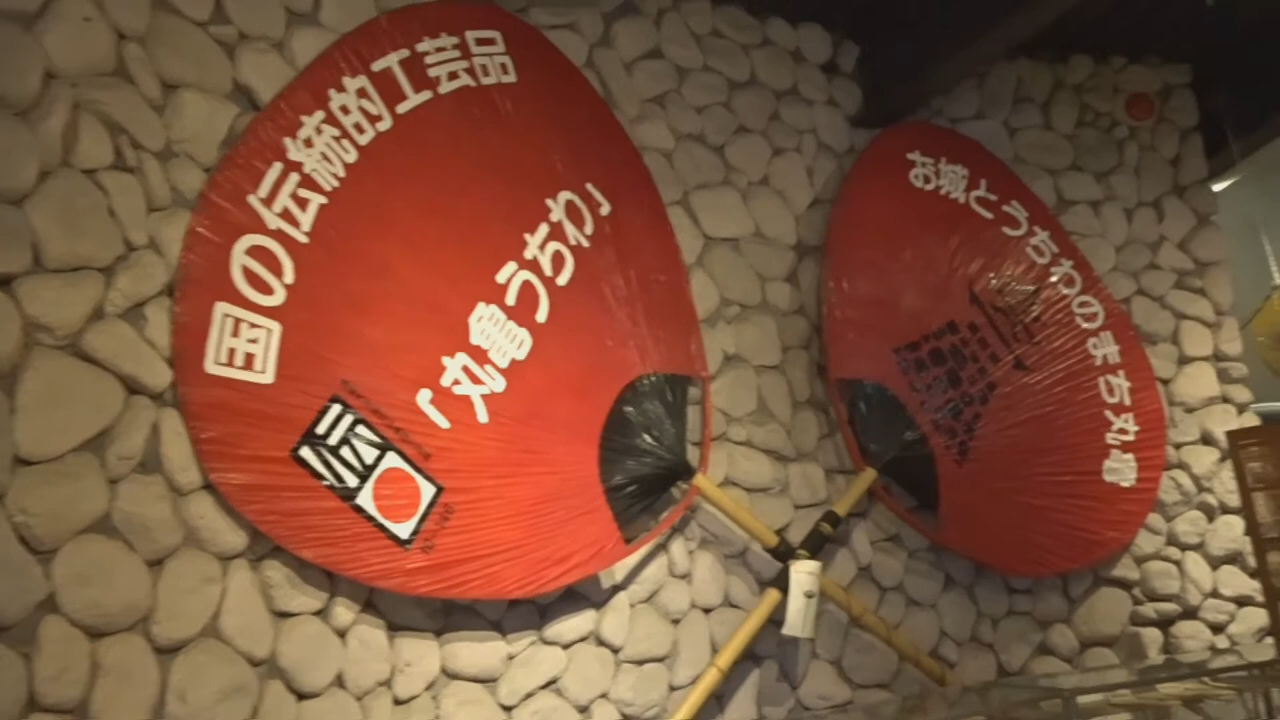 国の伝統的工芸品
「丸亀うちわ」
伝
お城とうちわのまち丸亀